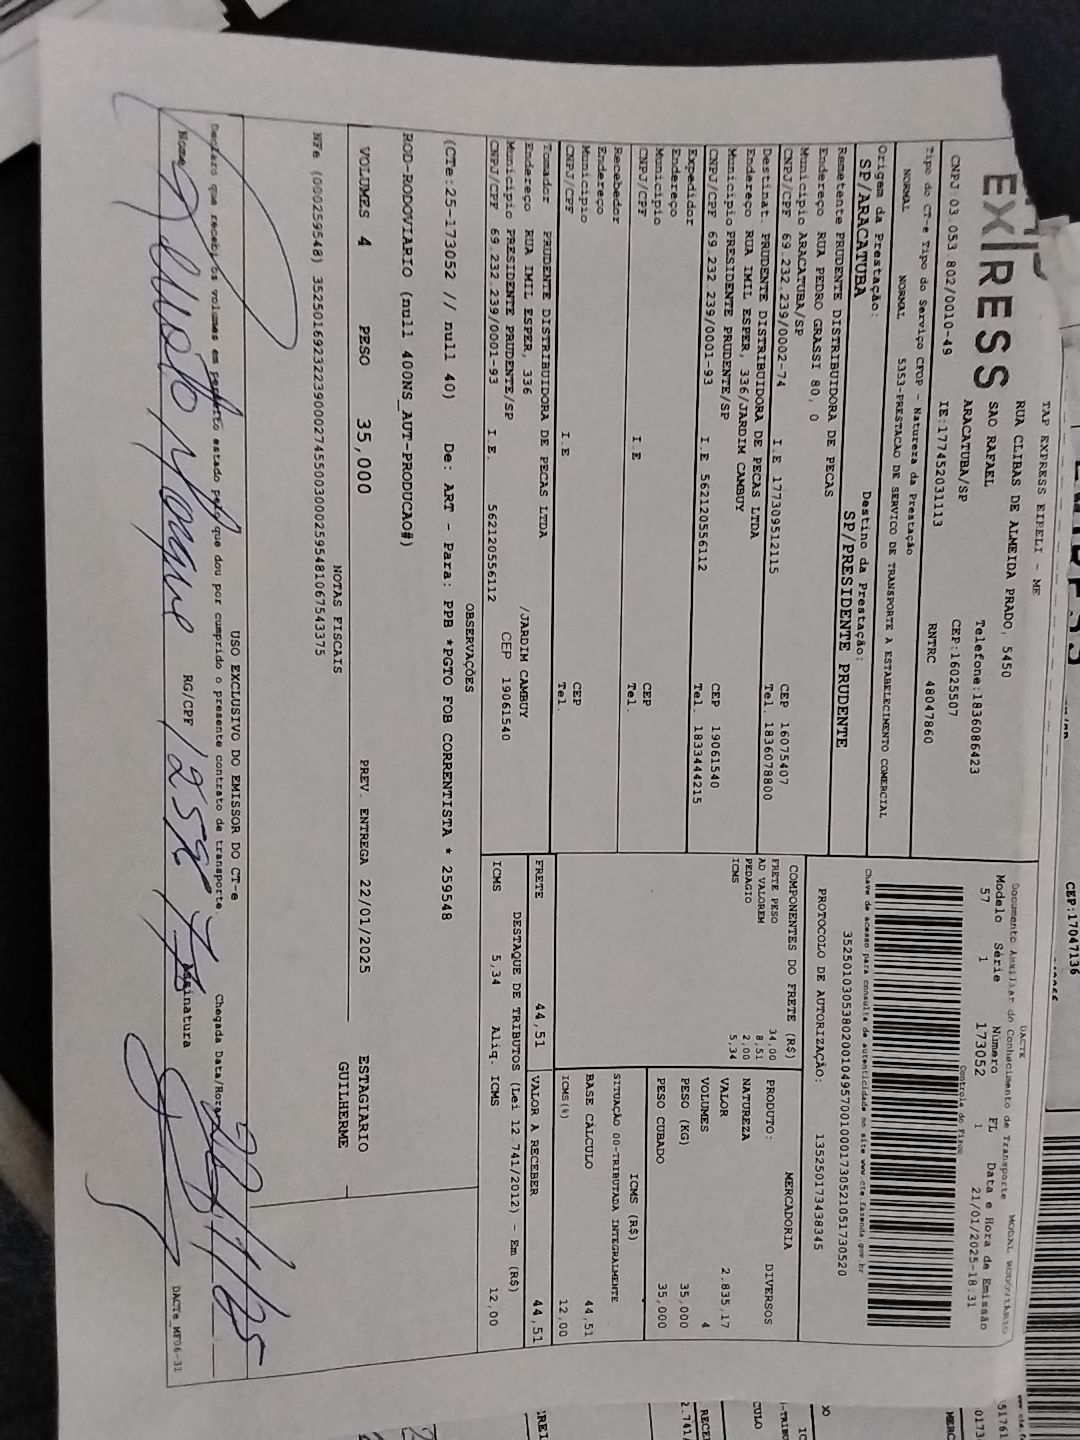 EXPRESS
TAP EXPRESS EIRELI - ME
RUA CLIBAS DE ALMEIDA PRADO, 5450
SAO RAFAEL
ARACATUBA/SP
Telefone:1836086423
CEP:16025507
CNPJ:03.053.802/0010-49
IE:177452031113
RNTRC 48047860
DACTE
MODAL RODOVIÁRIO
Documento Auxiliar do Conhecimento de Transporte
Modelo Série Número FL Data e Hora de Emissão
57 1 173052 1 21/01/2025-18:31
Controle do Fisco
Tipo do CT-e Tipo do Serviço CFOP - Natureza da Prestação
NORMAL NORMAL 5353-PRESTACAO DE SERVICO DE TRANSPORTE A ESTABELECIMENTO COMERCIAL
Chave de acesso para consulta de autenticidade no site www.cte.fazenda.gov.br
Origem da Prestação: Destino da Prestação:
SP/ARACATUBA SP/PRESIDENTE PRUDENTE
PROTOCOLO DE AUTORIZAÇÃO: 135250173438345
Remetente PRUDENTE DISTRIBUIDORA DE PECAS
Endereço RUA PEDRO GRASSI 80, 0
Município ARACATUBA/SP CEP 16075407
CNPJ/CPF 69.232.239/0002-74 I.E 177309512115 Tel. 1836078800
Destinat. PRUDENTE DISTRIBUIDORA DE PECAS LTDA
Endereço RUA IMIL ESPER, 336/JARDIM CAMBUY
Município PRESIDENTE PRUDENTE/SP CEP 19061540
CNPJ/CPF 69.232.239/0001-93 I.E 562120556112 Tel. 1833444215
Expedidor
Endereço
Município CEP
CNPJ/CPF I.E Tel.
Recebedor
Endereço
Município CEP
CNPJ/CPF I.E Tel.
Tomador PRUDENTE DISTRIBUIDORA DE PECAS LTDA
Endereço RUA IMIL ESPER, 336 /JARDIM CAMBUY
Município PRESIDENTE PRUDENTE/SP CEP 19061540
CNPJ/CPF 69.232.239/0001-93 I.E. 562120556112
COMPONENTES DO FRETE (R$)
FRETE PESO 34,00
AD VALOREM 8,51
PEDAGIO 2,00
ICMS 5,34
MERCADORIA
PRODUTO: DIVERSOS
NATUREZA
VALOR 2.835,17
VOLUMES 4
PESO (KG) 35,000
PESO CUBADO 35,000
ICMS (R$)
SITUAÇÃO 00-TRIBUTADA INTEGRALMENTE
BASE CÁLCULO 44,51
ICMS(%) 12,00
FRETE 44,51 VALOR A RECEBER 44,51
DESTAQUE DE TRIBUTOS (Lei 12.741/2012) - Em (R$)
ICMS 5,34 Aliq. ICMS 12,00
OBSERVAÇÕES
(CTe:25-173052 // null 40) De: ART - Para: PPB *PGTO FOB CORRENTISTA * 259548
ROD-RODOVIARIO (null 400NS_AUT-PRODUCAO#)
VOLUMES 4 PESO 35,000 PREV. ENTREGA 22/01/2025 ESTAGIARIO
GUILHERME
NOTAS FISCAIS
NFe (000259548) 35250169232239000274550030002595481067543375
USO EXCLUSIVO DO EMISSOR DO CT-e
Declaro que recebi os volumes em perfeito estado pelo que dou por cumprido o presente contrato de transporte. Chegada Data/Hora
Nome RG/CPF Assinatura
DACTe_MF06-31
CEP:17047136